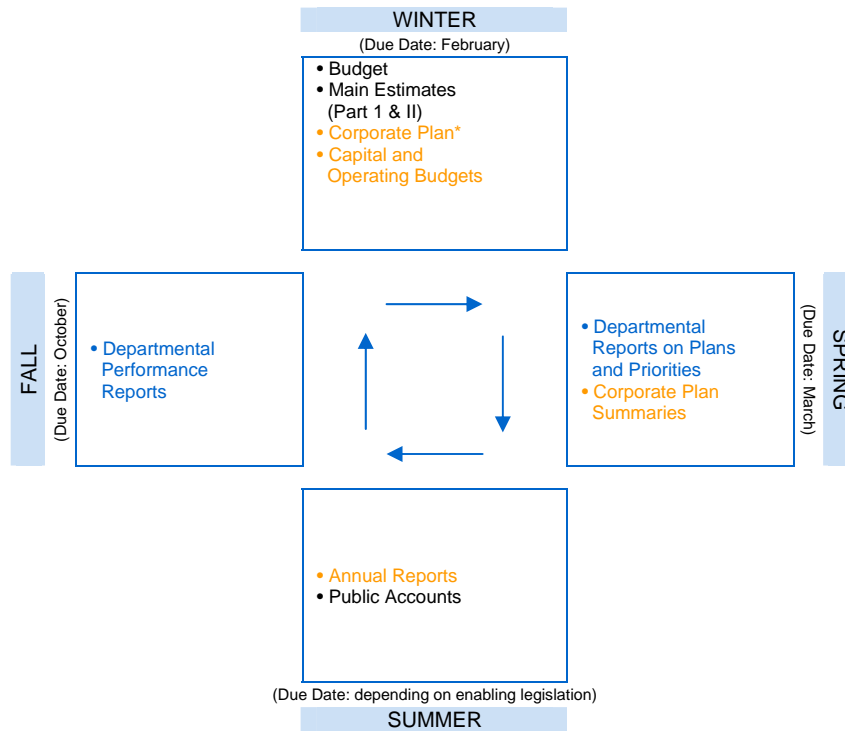 WINTER
(Due Date: February)
• Budget
• Main Estimates
(Part 1 & II)
• Corporate Plan*
• Capital and
Operating Budgets
FALL
(Due Date: October)
• Departmental
Performance
Reports
• Departmental
Reports on Plans
and Priorities
• Corporate Plan
Summaries
(Due Date: March)
SPRING
• Annual Reports
• Public Accounts
(Due Date: depending on enabling legislation)
SUMMER